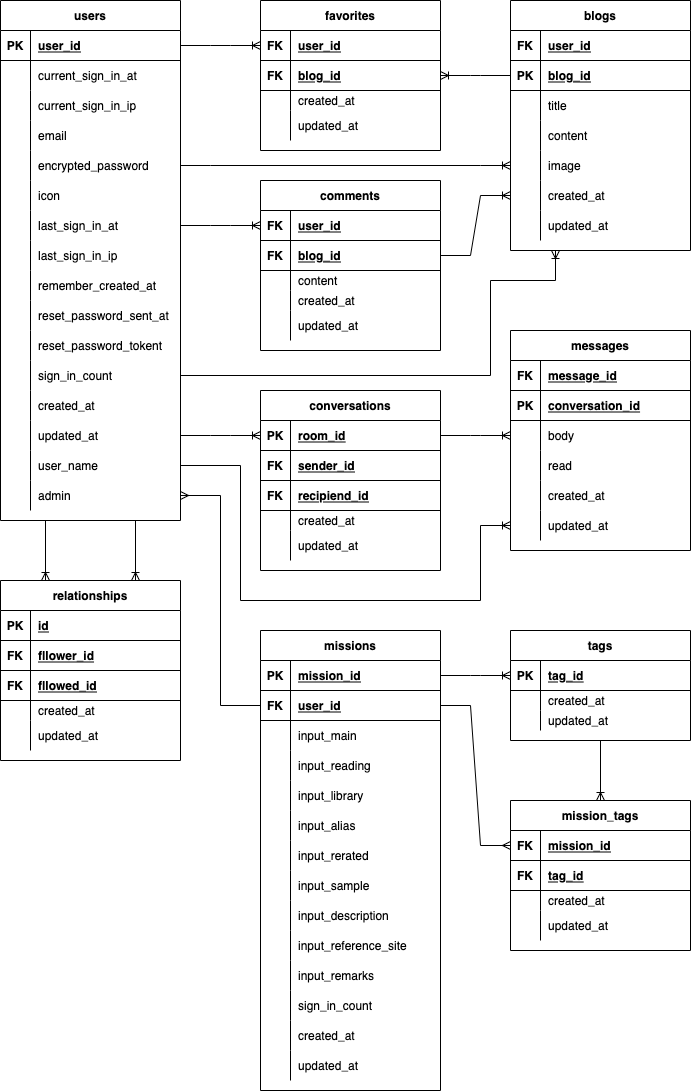 users
PK user_id
current_sign_in_at
current_sign_in_ip
email
encrypted_password
icon
last_sign_in_at
last_sign_in_ip
remember_created_at
reset_password_sent_at
reset_password_tokent
sign_in_count
created_at
updated_at
user_name
admin
relationships
PK id
FK fllower_id
FK fllowed_id
created_at
updated_at
favorites
FK user_id
FK blog_id
created_at
updated_at
comments
FK user_id
FK blog_id
content
created_at
updated_at
conversations
PK room_id
FK sender_id
FK recipiend_id
created_at
updated_at
missions
PK mission_id
FK user_id
input_main
input_reading
input_library
input_alias
input_rerated
input_sample
input_description
input_reference_site
input_remarks
sign_in_count
created_at
updated_at
blogs
FK user_id
PK blog_id
title
content
image
created_at
updated_at
messages
FK message_id
PK conversation_id
body
read
created_at
updated_at
tags
PK tag_id
created_at
updated_at
mission_tags
FK mission_id
FK tag_id
created_at
updated_at